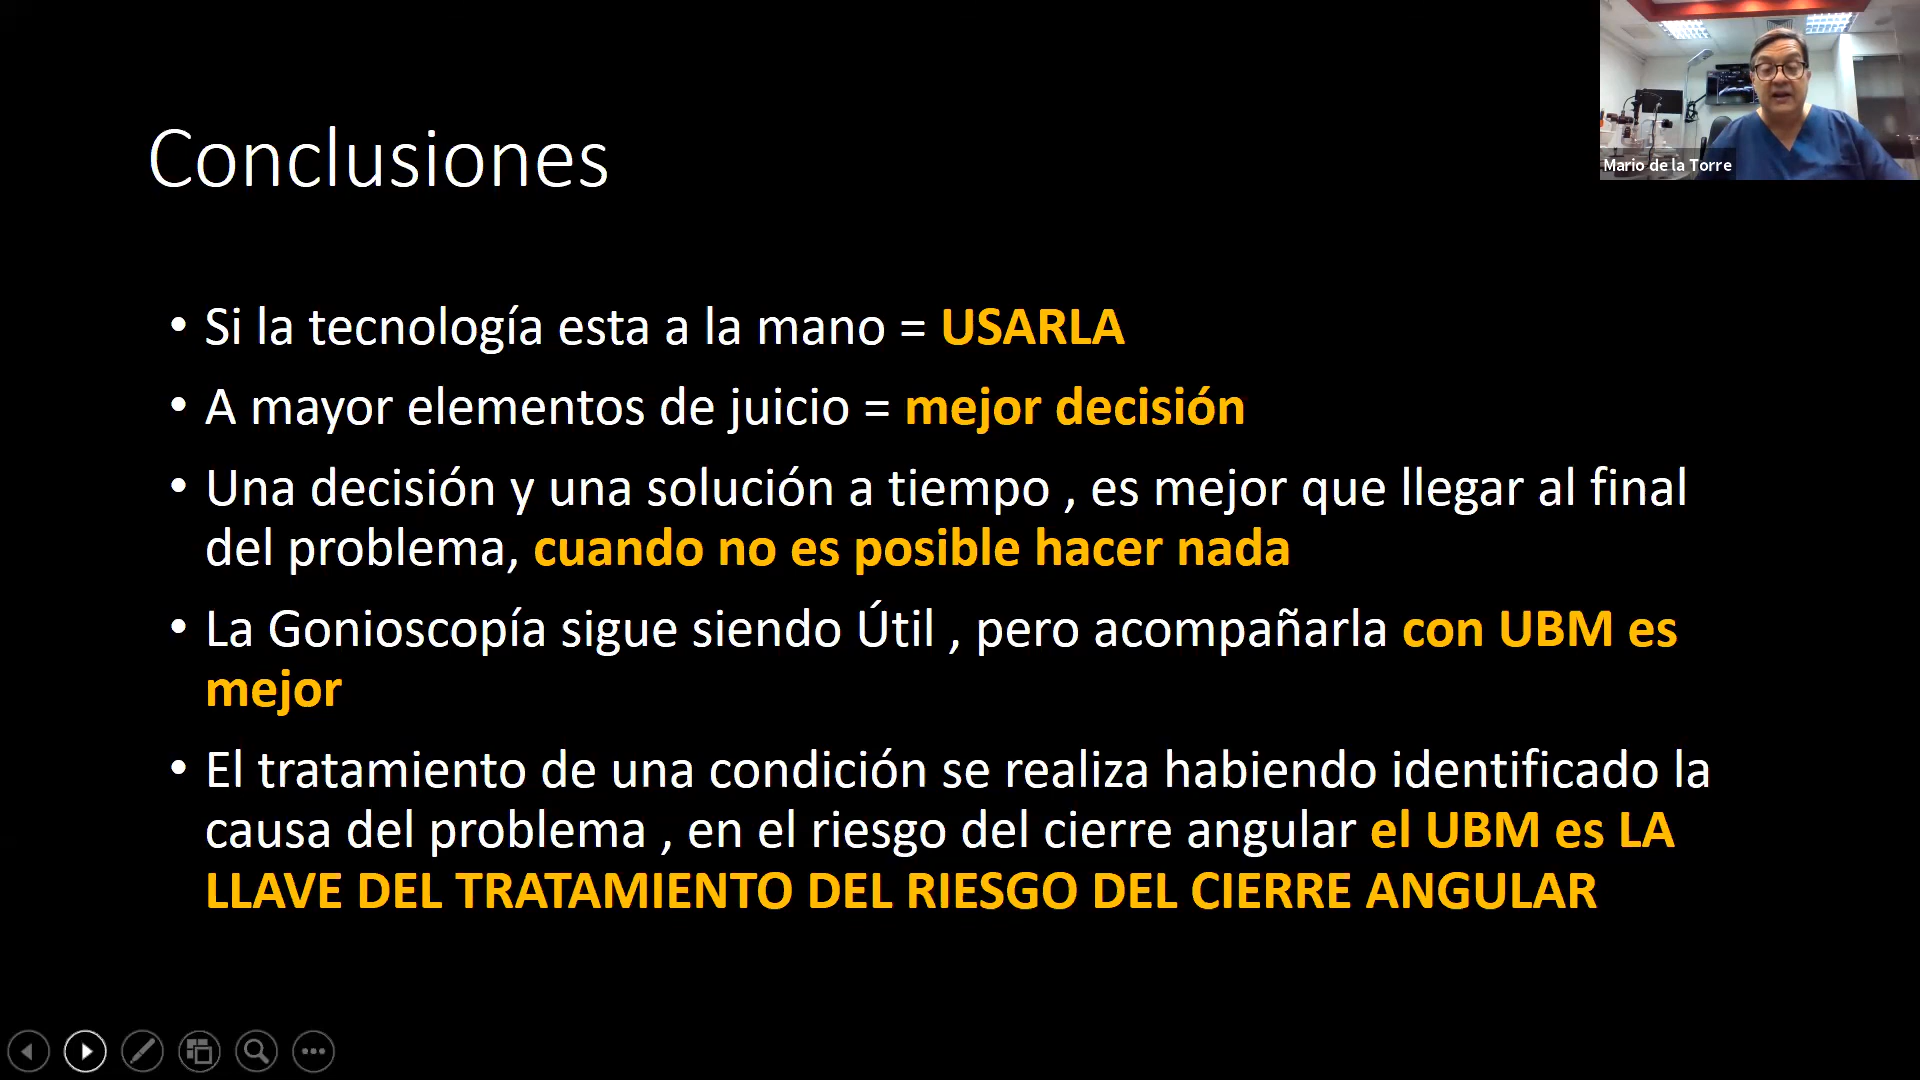 Conclusiones
Mario de la Torre
• Si la tecnología esta a la mano = USARLA
• A mayor elementos de juicio = mejor decisión
• Una decisión y una solución a tiempo , es mejor que llegar al final
del problema, cuando no es posible hacer nada
• La Gonioscopía sigue siendo Útil , pero acompañarla con UBM es
mejor
• El tratamiento de una condición se realiza habiendo identificado la
causa del problema , en el riesgo del cierre angular el UBM es LA
LLAVE DEL TRATAMIENTO DEL RIESGO DEL CIERRE ANGULAR